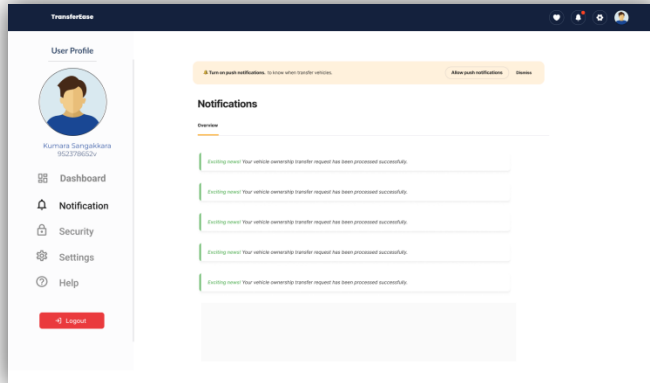 TransferEase
User Profile
Kumara Sangakkara
952378652v
Dashboard
Notification
Security
Settings
Help
Logout
Turn on push notifications, to know when transfer vehicles.
Allow push notifications
Dismiss
Notifications
Overview
Exciting news! Your vehicle ownership transfer request has been processed successfully.
Exciting news! Your vehicle ownership transfer request has been processed successfully.
Exciting news! Your vehicle ownership transfer request has been processed successfully.
Exciting news! Your vehicle ownership transfer request has been processed successfully.
Exciting news! Your vehicle ownership transfer request has been processed successfully.